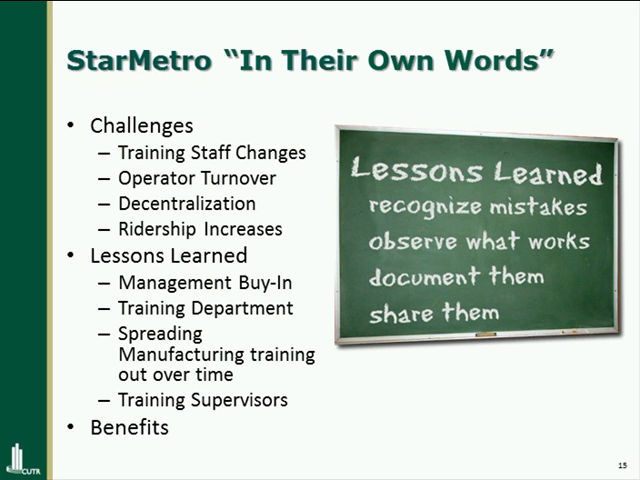 StarMetro “In Their Own Words”
• Challenges
– Training Staff Changes
– Operator Turnover
– Decentralization
– Ridership Increases
• Lessons Learned
– Management Buy-In
– Training Department
– Spreading
Manufacturing training
out over time
– Training Supervisors
• Benefits
Lessons Learned
recognize mistakes
observe what works
document them
share them
CUTR
15